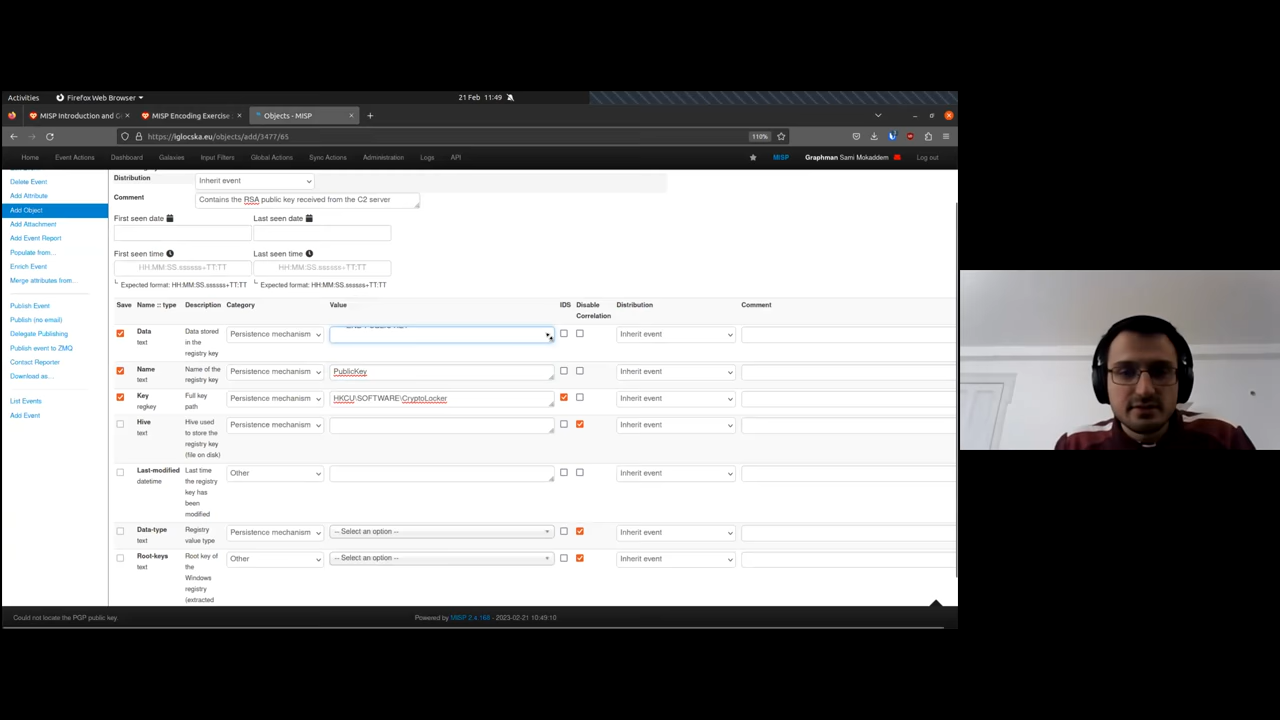 Activities Firefox Web Browser 21 Feb 11:49
MISP Introduction and G MISP Encoding Exercise Objects - MISP
https://iglocska.eu/objects/add/3477/65 110%
Home Event Actions Dashboard Galaxies Input Filters Global Actions Sync Actions Administration Logs API MISP Graphman Sami Mokaddem Log out
Delete Event
Add Attribute
Add Object
Add Attachment
Add Event Report
Populate from...
Enrich Event
Merge attributes from...
Publish Event
Publish (no email)
Delegate Publishing
Publish event to ZMQ
Contact Reporter
Download as...
List Events
Add Event
Distribution Inherit event
Comment Contains the RSA public key received from the C2 server
First seen date Last seen date
First seen time Last seen time
HH:MM:SS.ssssss+TT:TT HH:MM:SS.ssssss+TT:TT
Expected format: HH:MM:SS.ssssss+TT:TT Expected format: HH:MM:SS.ssssss+TT:TT
Save Name :: type Description Category Value IDS Disable Correlation Distribution Comment
Data text Data stored in the registry key Persistence mechanism Inherit event
Name text Name of the registry key Persistence mechanism PublicKey Inherit event
Key regkey Full key path Persistence mechanism HKCU\SOFTWARE\CryptoLocker Inherit event
Hive text Hive used to store the registry key (file on disk) Persistence mechanism Inherit event
Last-modified datetime Last time the registry key has been modified Other Inherit event
Data-type text Registry value type Persistence mechanism -- Select an option -- Inherit event
Root-keys text Root key of the Windows registry (extracted Other -- Select an option -- Inherit event
Could not locate the PGP public key. Powered by MISP 2.4.168 - 2023-02-21 10:49:10